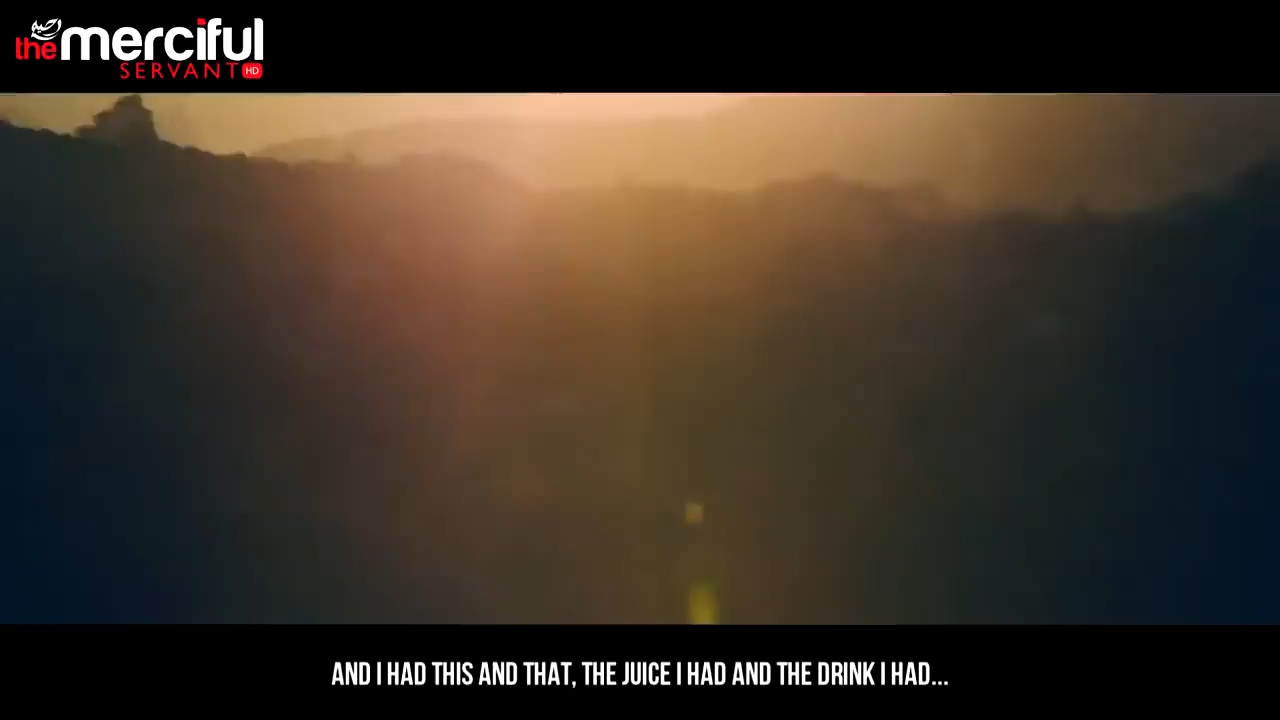 the merciful
SERVANT HD
AND I HAD THIS AND THAT, THE JUICE I HAD AND THE DRINK I HAD...